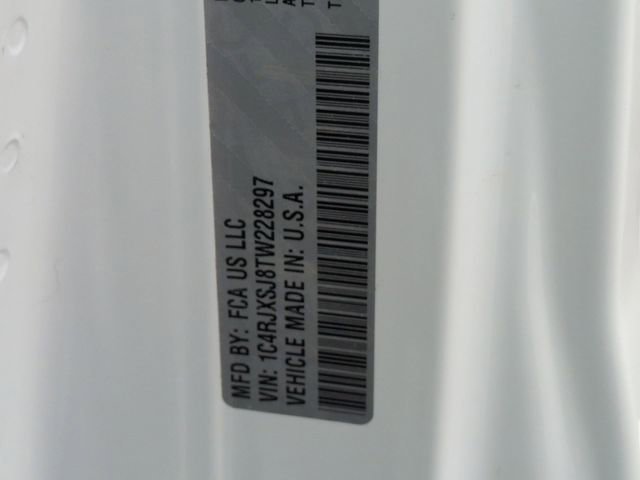 MFD BY: FCA US LLC
VIN: 1C4RJXSJ8TW228297
VEHICLE MADE IN: U.S.A.